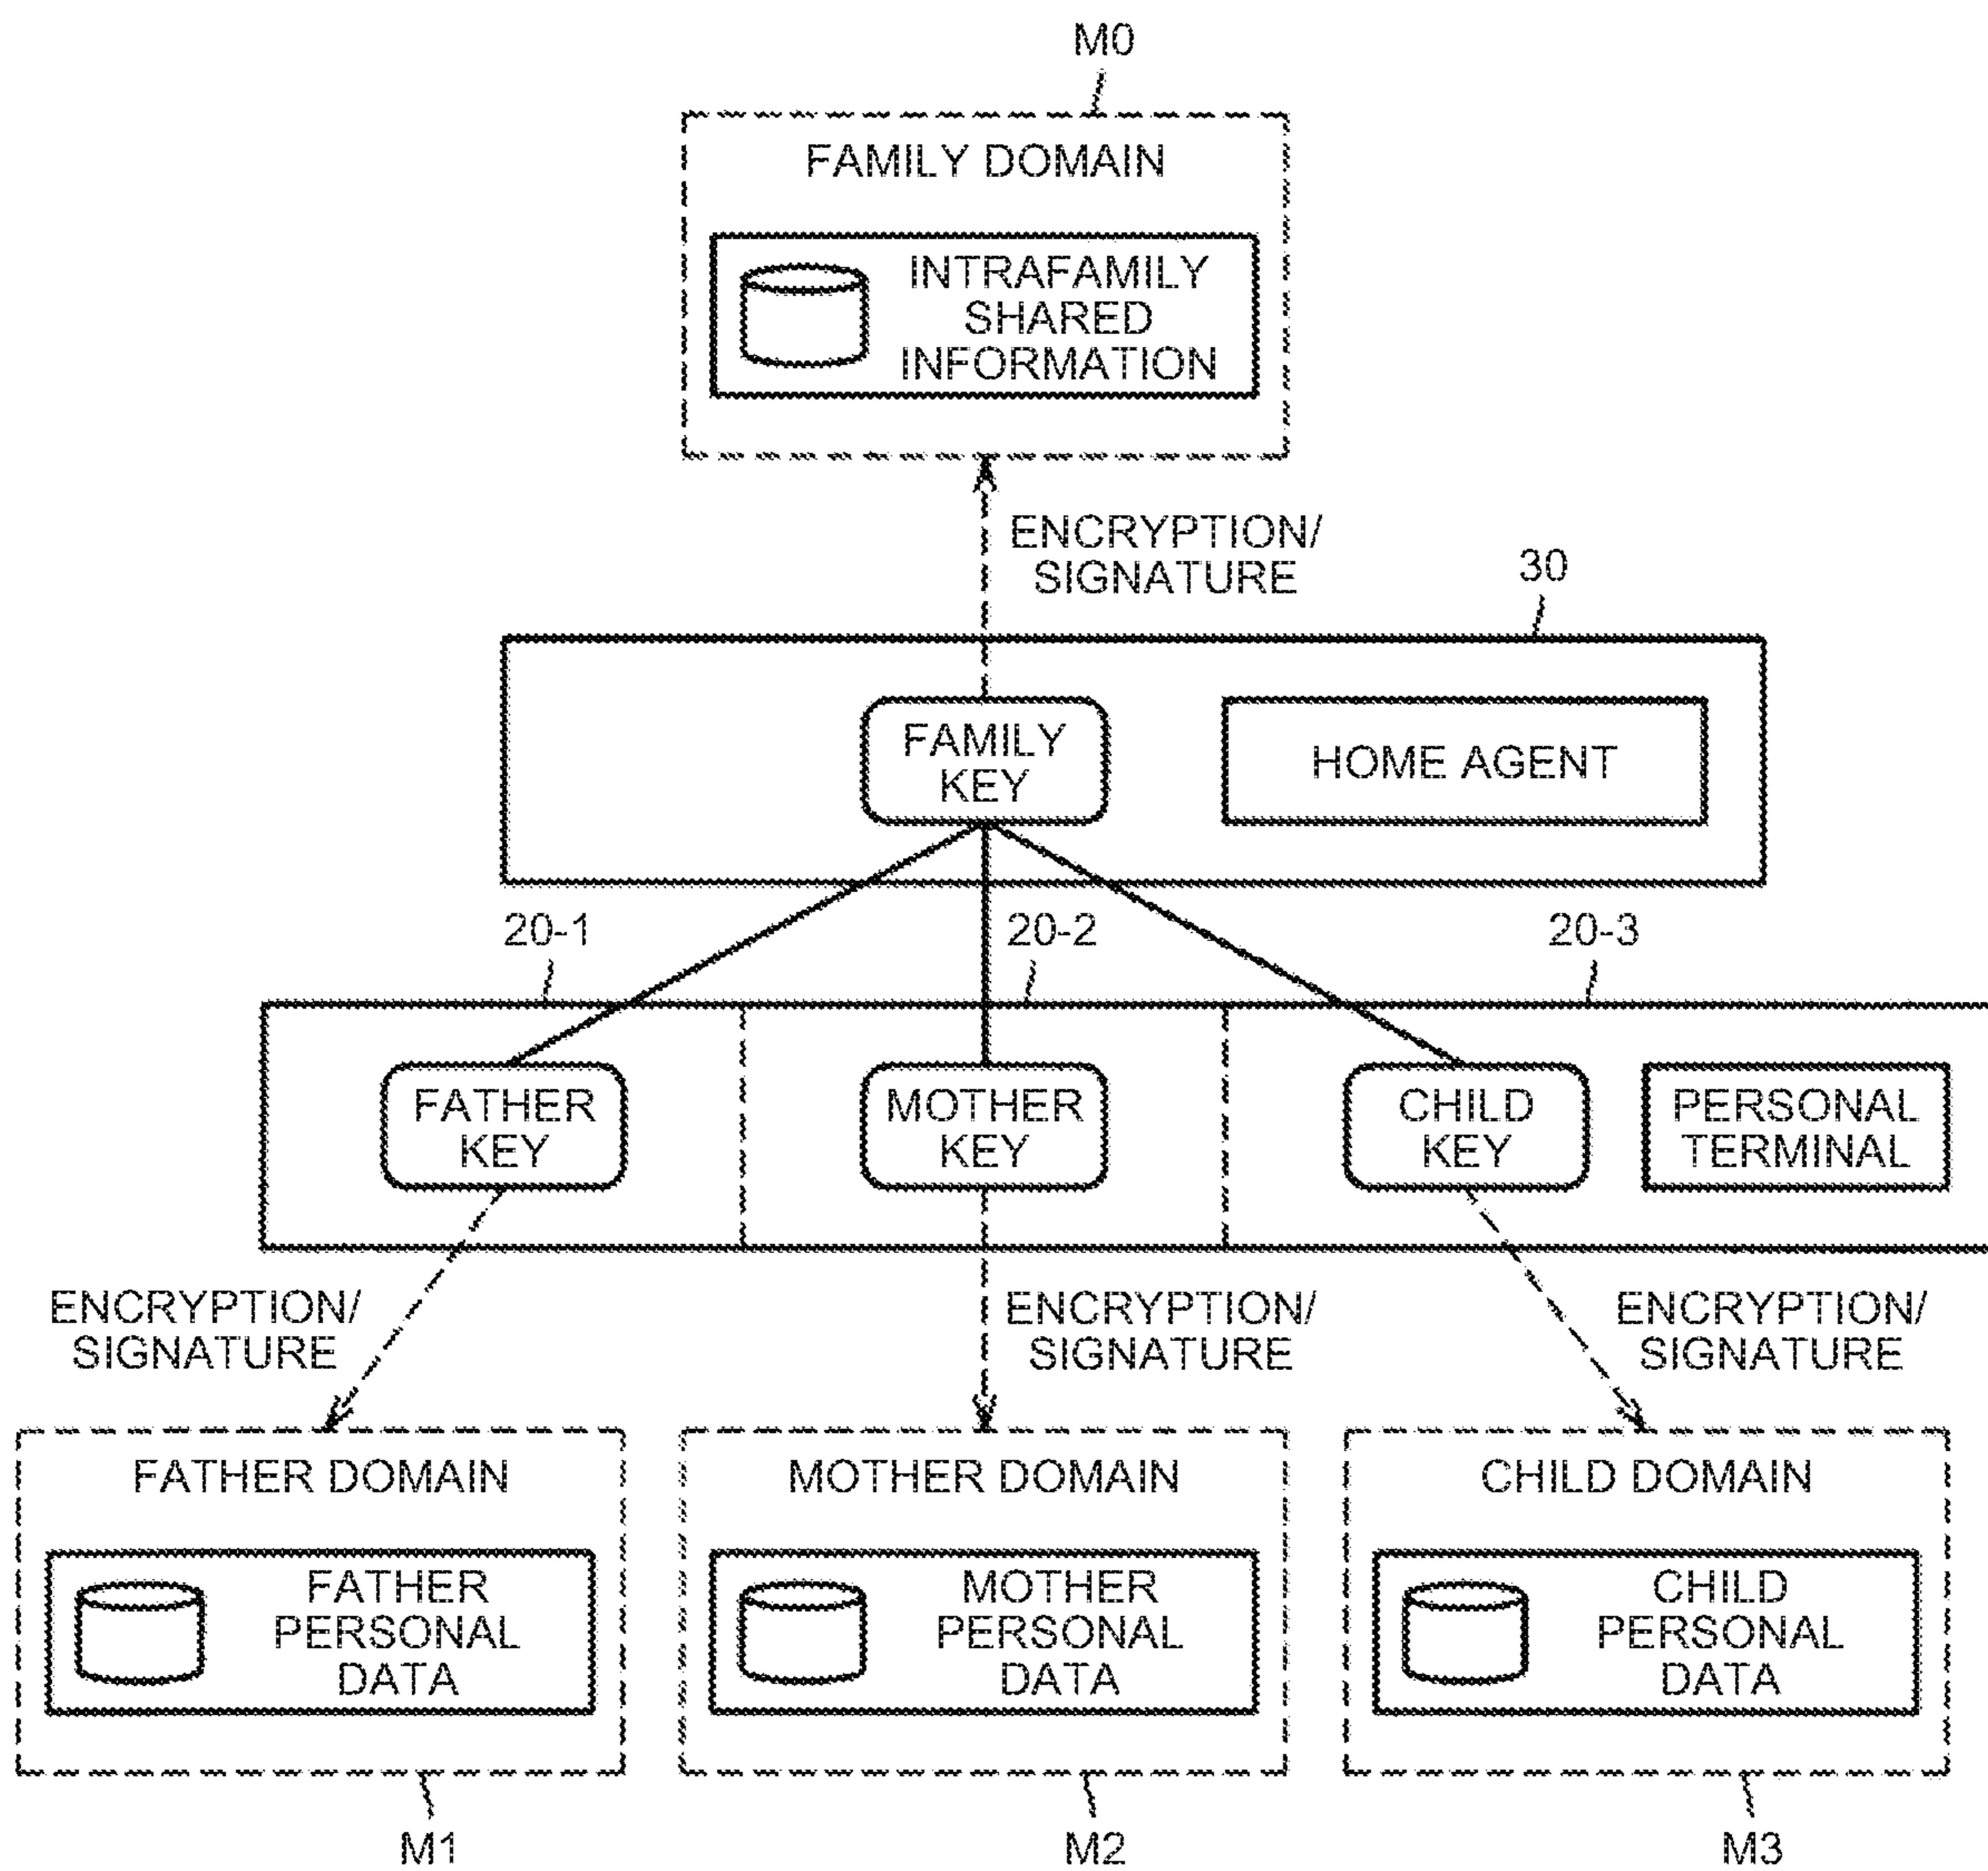 M0
FAMILY DOMAIN
INTRAFAMILY
SHARED
INFORMATION
ENCRYPTION/
SIGNATURE
30
FAMILY
KEY
HOME AGENT
20-1
20-2
20-3
FATHER
KEY
MOTHER
KEY
CHILD
KEY
PERSONAL
TERMINAL
ENCRYPTION/
SIGNATURE
ENCRYPTION/
SIGNATURE
ENCRYPTION/
SIGNATURE
FATHER DOMAIN
FATHER
PERSONAL
DATA
MOTHER DOMAIN
MOTHER
PERSONAL
DATA
CHILD DOMAIN
CHILD
PERSONAL
DATA
M1
M2
M3